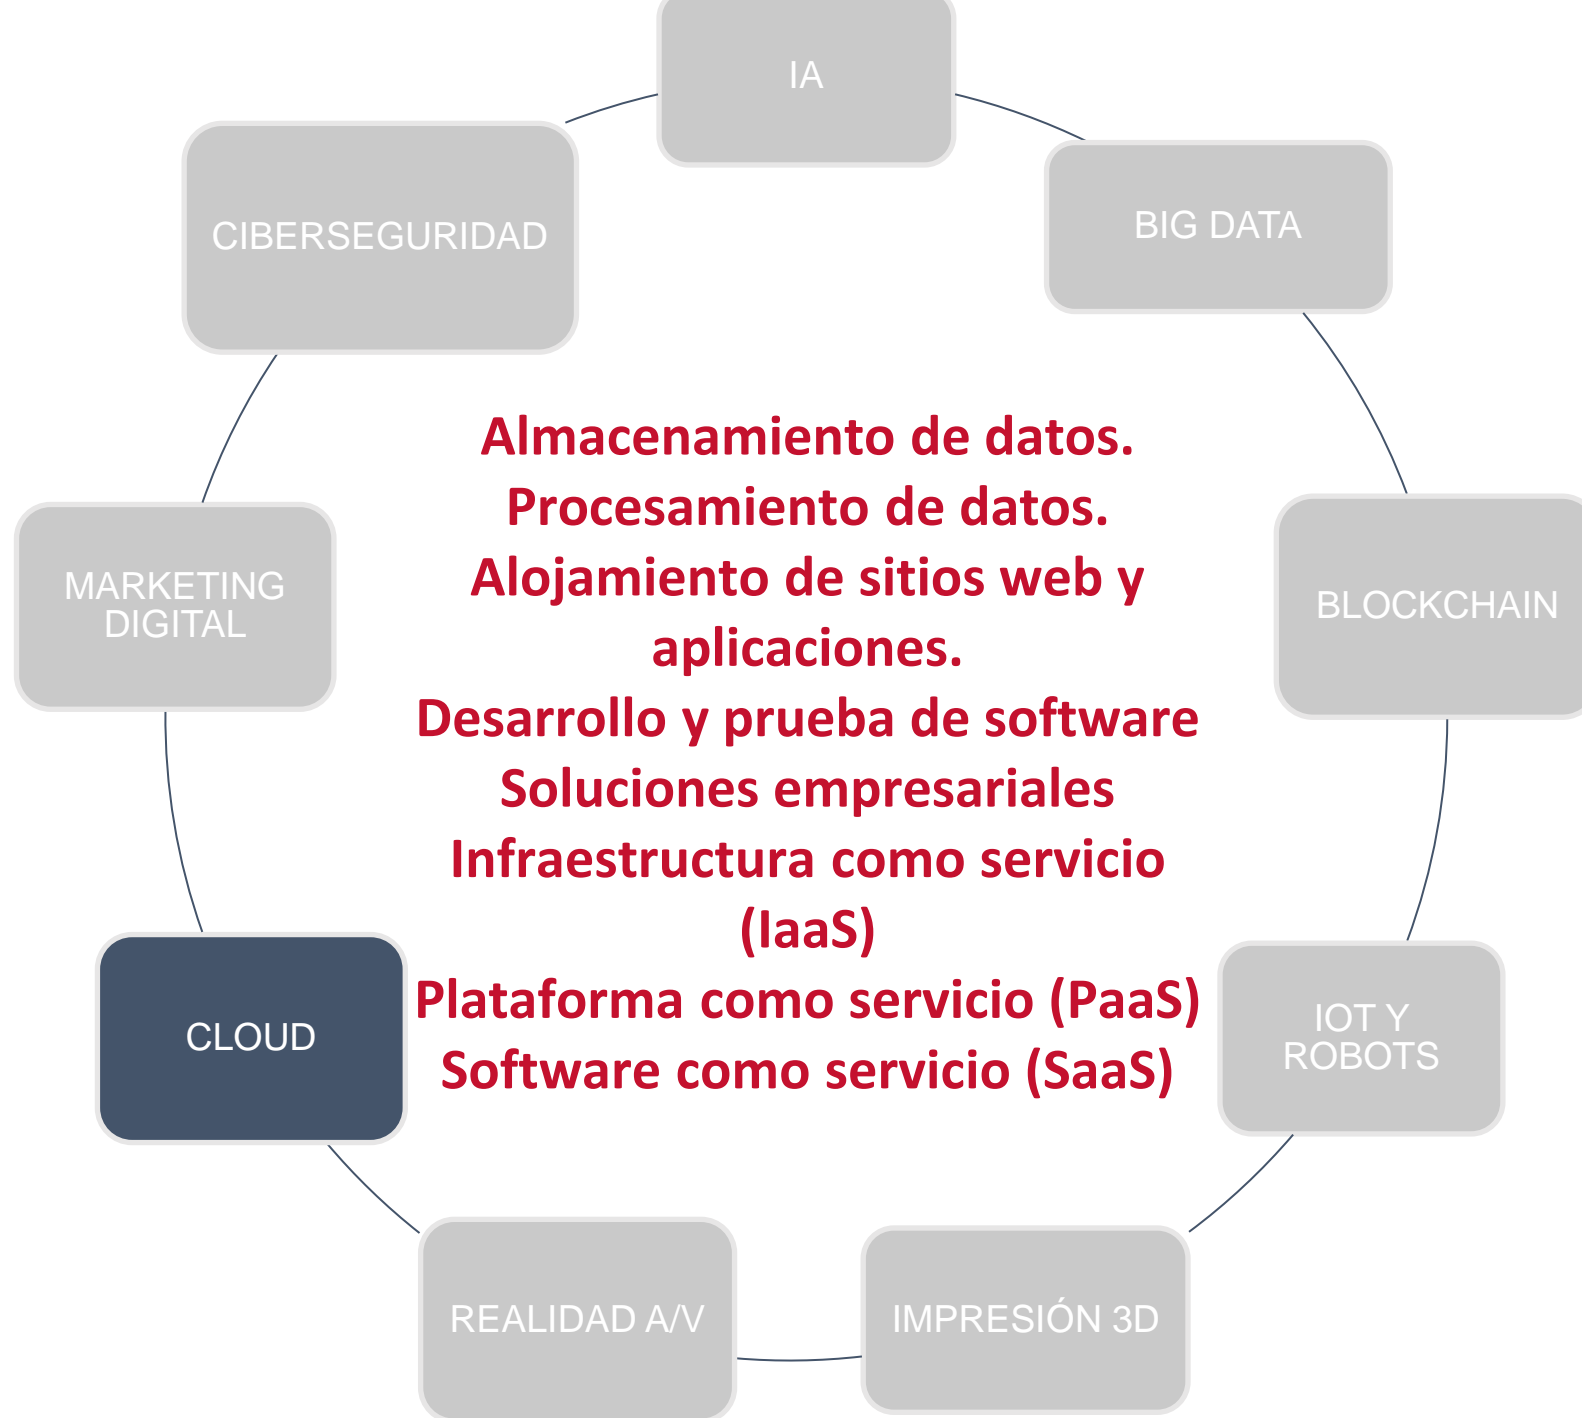 IA
CIBERSEGURIDAD
BIG DATA
Almacenamiento de datos.
Procesamiento de datos.
Alojamiento de sitios web y
aplicaciones.
Desarrollo y prueba de software
Soluciones empresariales
Infraestructura como servicio
(IaaS)
Plataforma como servicio (PaaS)
Software como servicio (SaaS)
MARKETING
DIGITAL
BLOCKCHAIN
CLOUD
IOT Y
ROBOTS
REALIDAD A/V
IMPRESIÓN 3D